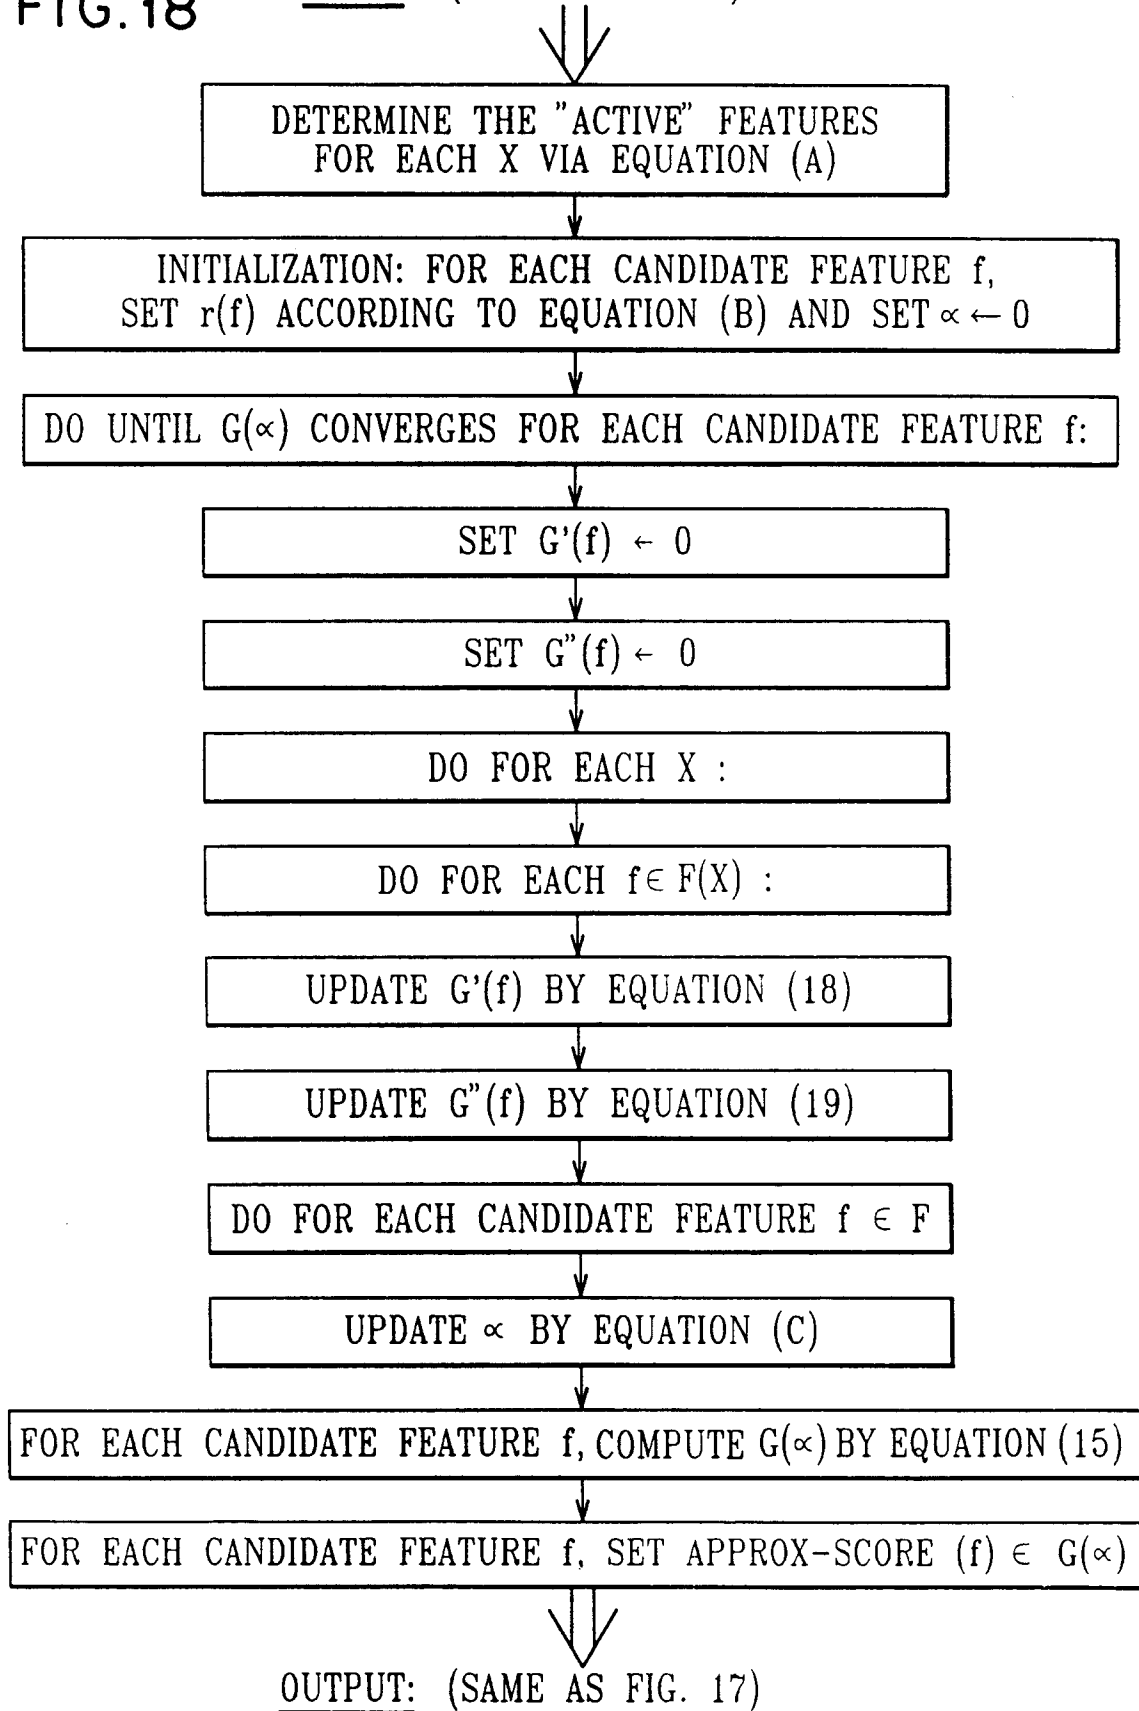 FIG. 18
DETERMINE THE "ACTIVE" FEATURES
FOR EACH X VIA EQUATION (A)
INITIALIZATION: FOR EACH CANDIDATE FEATURE f,
SET r(f) ACCORDING TO EQUATION (B) AND SET ∝ ← 0
DO UNTIL G(∝) CONVERGES FOR EACH CANDIDATE FEATURE f:
SET G'(f) ← 0
SET G"(f) ← 0
DO FOR EACH X :
DO FOR EACH f∈ F(X) :
UPDATE G'(f) BY EQUATION (18)
UPDATE G"(f) BY EQUATION (19)
DO FOR EACH CANDIDATE FEATURE f ∈ F
UPDATE ∝ BY EQUATION (C)
FOR EACH CANDIDATE FEATURE f, COMPUTE G(∝) BY EQUATION (15)
FOR EACH CANDIDATE FEATURE f, SET APPROX-SCORE (f) ∈ G(∝)
OUTPUT: (SAME AS FIG. 17)